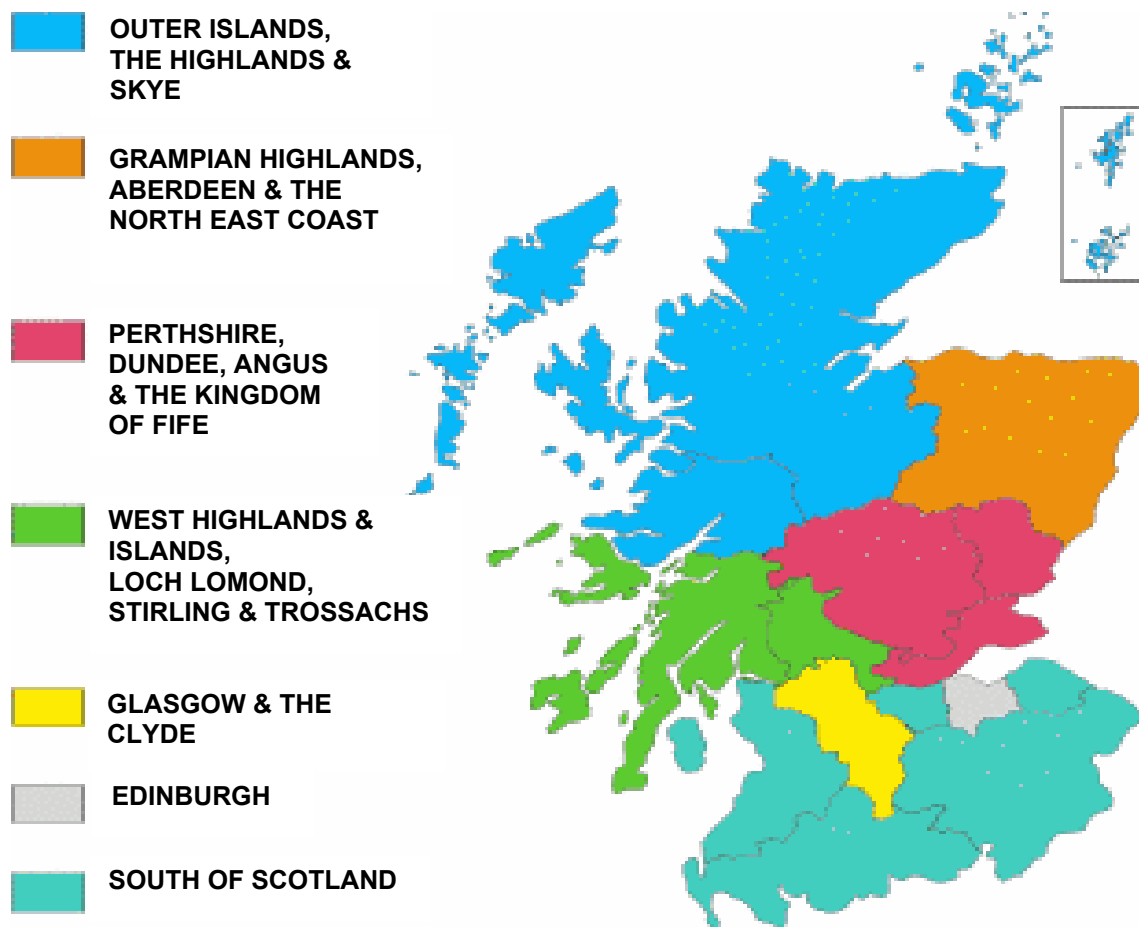 OUTER ISLANDS,
THE HIGHLANDS &
SKYE
GRAMPIAN HIGHLANDS,
ABERDEEN & THE
NORTH EAST COAST
PERTHSHIRE,
DUNDEE, ANGUS
& THE KINGDOM
OF FIFE
WEST HIGHLANDS &
ISLANDS,
LOCH LOMOND,
STIRLING & TROSSACHS
GLASGOW & THE
CLYDE
EDINBURGH
SOUTH OF SCOTLAND